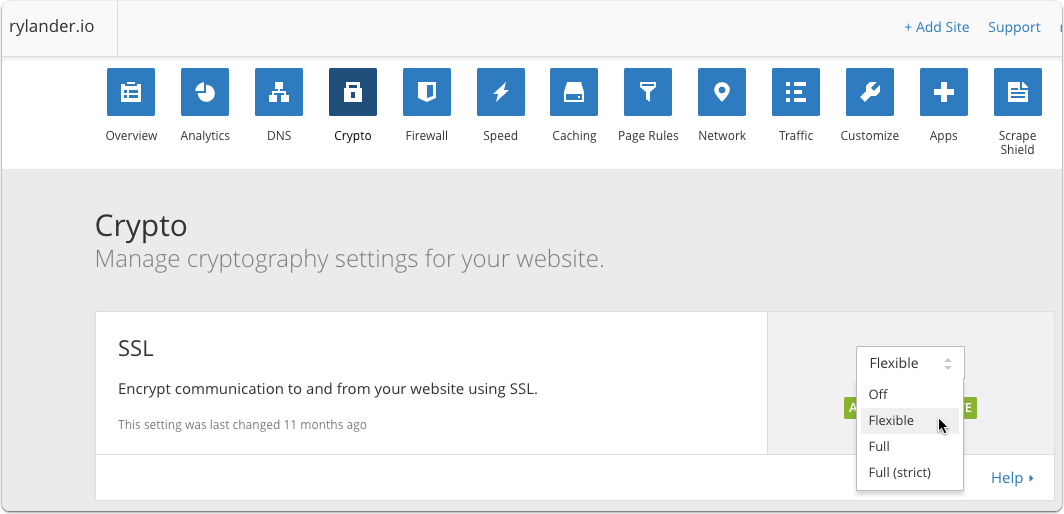 rylander.io
+ Add Site Support
Overview Analytics DNS Crypto Firewall Speed Caching Page Rules Network Traffic Customize Apps Scrape Shield
Crypto
Manage cryptography settings for your website.
SSL
Encrypt communication to and from your website using SSL.
This setting was last changed 11 months ago
Flexible
Off
Flexible
Full
Full (strict)
Help